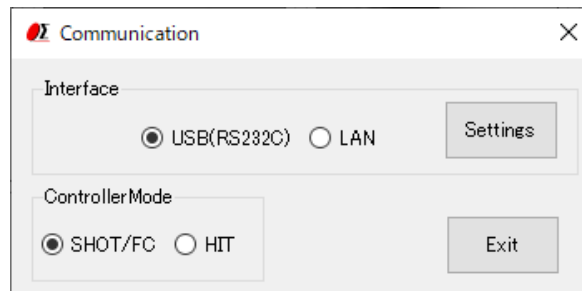 Communication
Interface
USB(RS232C) LAN
Settings
ControllerMode
SHOT/FC HIT
Exit